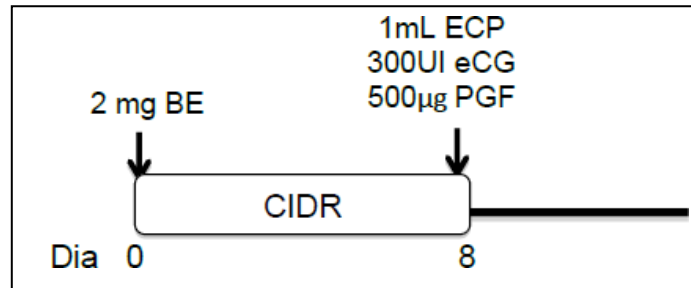 1mL ECP
300UI eCG
500µg PGF
2 mg BE
CIDR
Dia 0 8